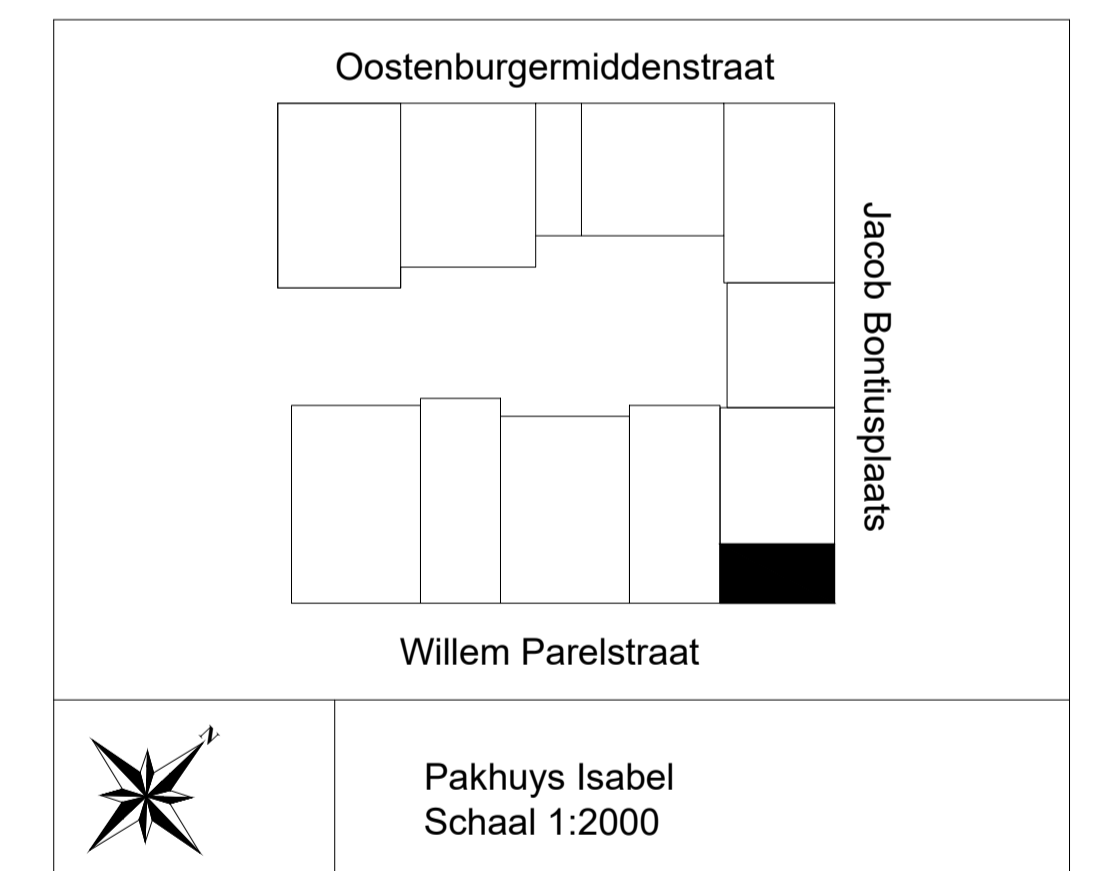 Oostenburgermiddenstraat
Jacob Bontiusplaats
Willem Parelstraat
N
Pakhuys Isabel
Schaal 1:2000